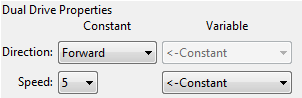 Dual Drive Properties
Constant Variable
Direction: Forward <-Constant
Speed: 5 <-Constant